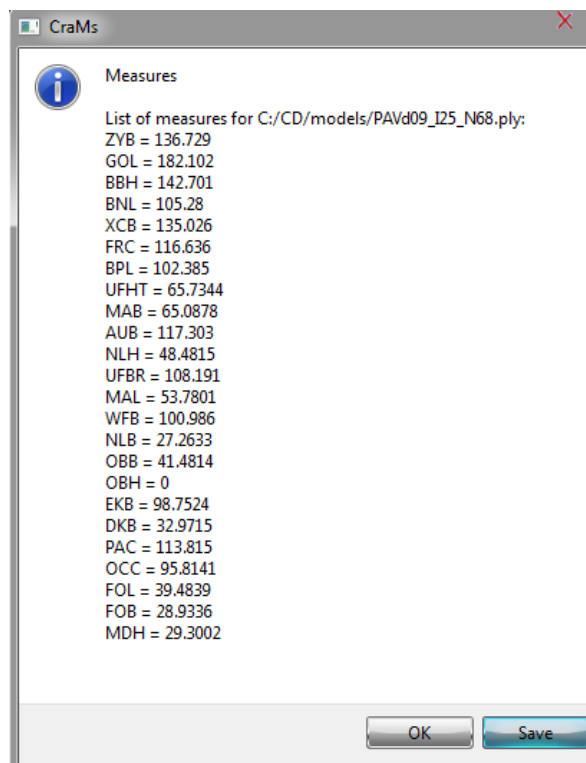 CraMs
Measures
List of measures for C:/CD/models/PAVd09_I25_N68.ply:
ZYB = 136.729
GOL = 182.102
BBH = 142.701
BNL = 105.28
XCB = 135.026
FRC = 116.636
BPL = 102.385
UFHT = 65.7344
MAB = 65.0878
AUB = 117.303
NLH = 48.4815
UFBR = 108.191
MAL = 53.7801
WFB = 100.986
NLB = 27.2633
OBB = 41.4814
OBH = 0
EKB = 98.7524
DKB = 32.9715
PAC = 113.815
OCC = 95.8141
FOL = 39.4839
FOB = 28.9336
MDH = 29.3002
OK Save